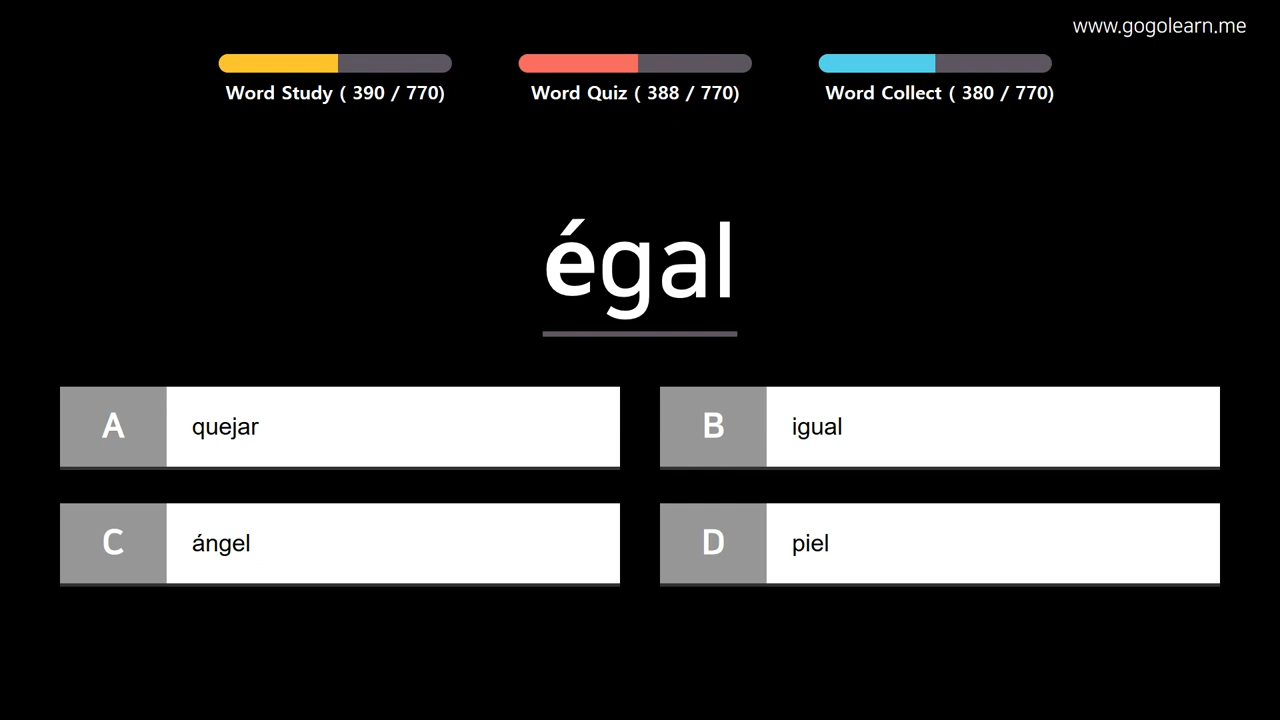 www.gogolearn.me
Word Study ( 390 / 770)
Word Quiz ( 388 / 770)
Word Collect ( 380 / 770)
égal
A quejar
B igual
C ángel
D piel